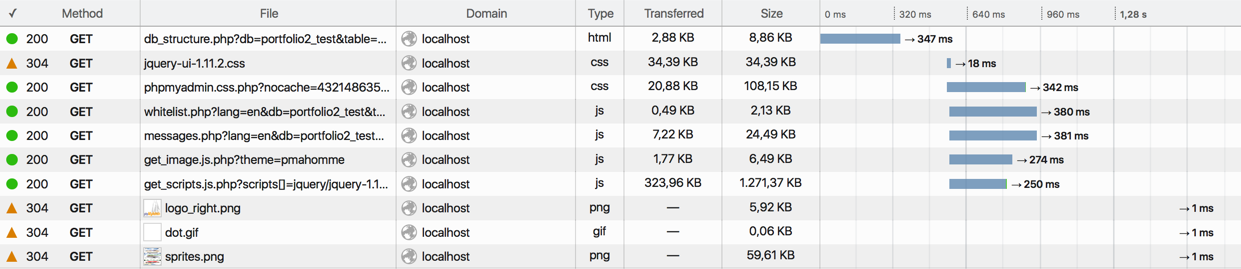 ✓ Method File Domain Type Transferred Size 0 ms 320 ms 640 ms 960 ms 1,28 s
200 GET db_structure.php?db=portfolio2_test&table=... localhost html 2,88 KB 8,86 KB → 347 ms
304 GET jquery-ui-1.11.2.css localhost css 34,39 KB 34,39 KB → 18 ms
200 GET phpmyadmin.css.php?nocache=432148635... localhost css 20,88 KB 108,15 KB → 342 ms
200 GET whitelist.php?lang=en&db=portfolio2_test&t... localhost js 0,49 KB 2,13 KB → 380 ms
200 GET messages.php?lang=en&db=portfolio2_test... localhost js 7,22 KB 24,49 KB → 381 ms
200 GET get_image.js.php?theme=pmahomme localhost js 1,77 KB 6,49 KB → 274 ms
200 GET get_scripts.js.php?scripts[]=jquery/jquery-1.1... localhost js 323,96 KB 1.271,37 KB → 250 ms
304 GET logo_right.png localhost png — 5,92 KB → 1 ms
304 GET dot.gif localhost gif — 0,06 KB → 1 ms
304 GET sprites.png localhost png — 59,61 KB → 1 ms